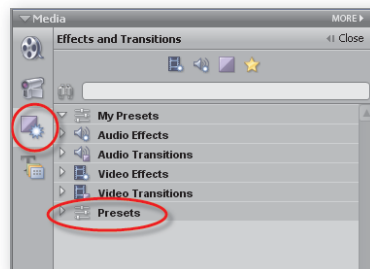 Media MORE
Effects and Transitions Close
My Presets
Audio Effects
Audio Transitions
Video Effects
Video Transitions
Presets